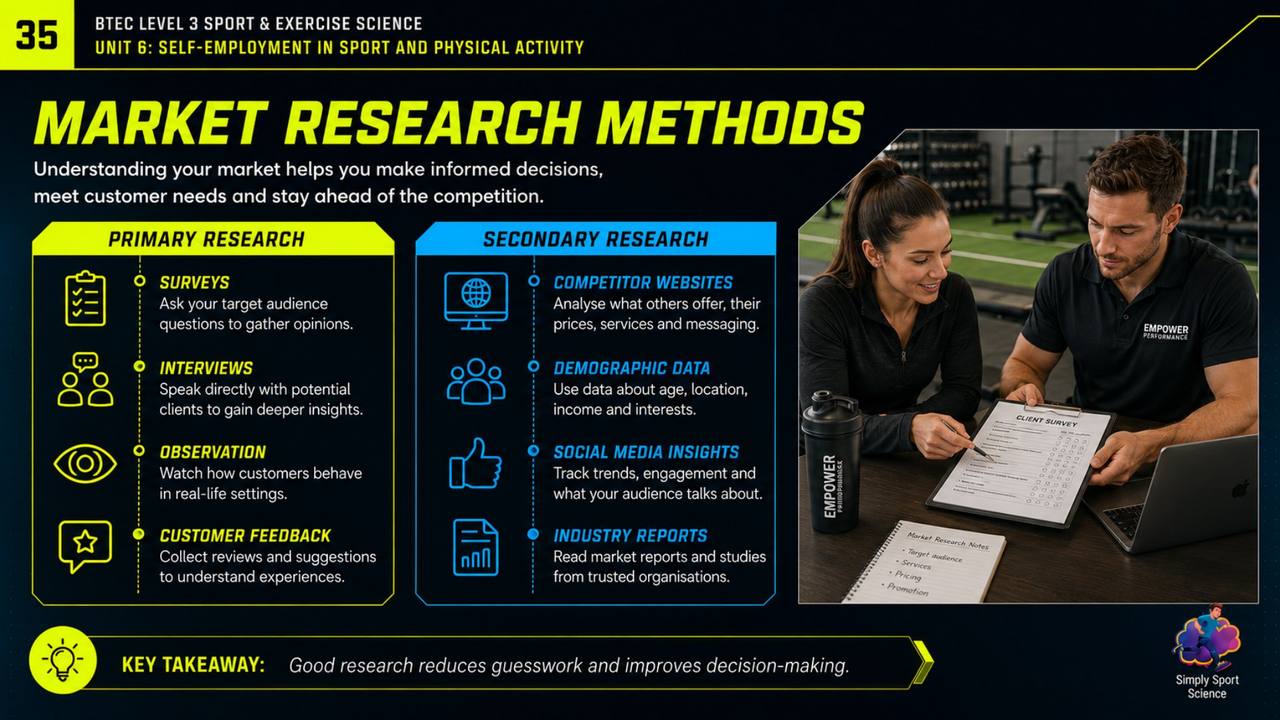 35
BTEC LEVEL 3 SPORT & EXERCISE SCIENCE
UNIT 6: SELF-EMPLOYMENT IN SPORT AND PHYSICAL ACTIVITY
MARKET RESEARCH METHODS
Understanding your market helps you make informed decisions,
meet customer needs and stay ahead of the competition.
PRIMARY RESEARCH
SURVEYS
Ask your target audience
questions to gather opinions.
INTERVIEWS
Speak directly with potential
clients to gain deeper insights.
OBSERVATION
Watch how customers behave
in real-life settings.
CUSTOMER FEEDBACK
Collect reviews and suggestions
to understand experiences.
SECONDARY RESEARCH
COMPETITOR WEBSITES
Analyse what others offer, their
prices, services and messaging.
DEMOGRAPHIC DATA
Use data about age, location,
income and interests.
SOCIAL MEDIA INSIGHTS
Track trends, engagement and
what your audience talks about.
INDUSTRY REPORTS
Read market reports and studies
from trusted organisations.
EMPOWER
PERFORMANCE
CLIENT SURVEY
EMPOWER
Market Research Notes
• Target audience
• Services
• Pricing
• Promotion
KEY TAKEAWAY: Good research reduces guesswork and improves decision-making.
Simply Sport
Science